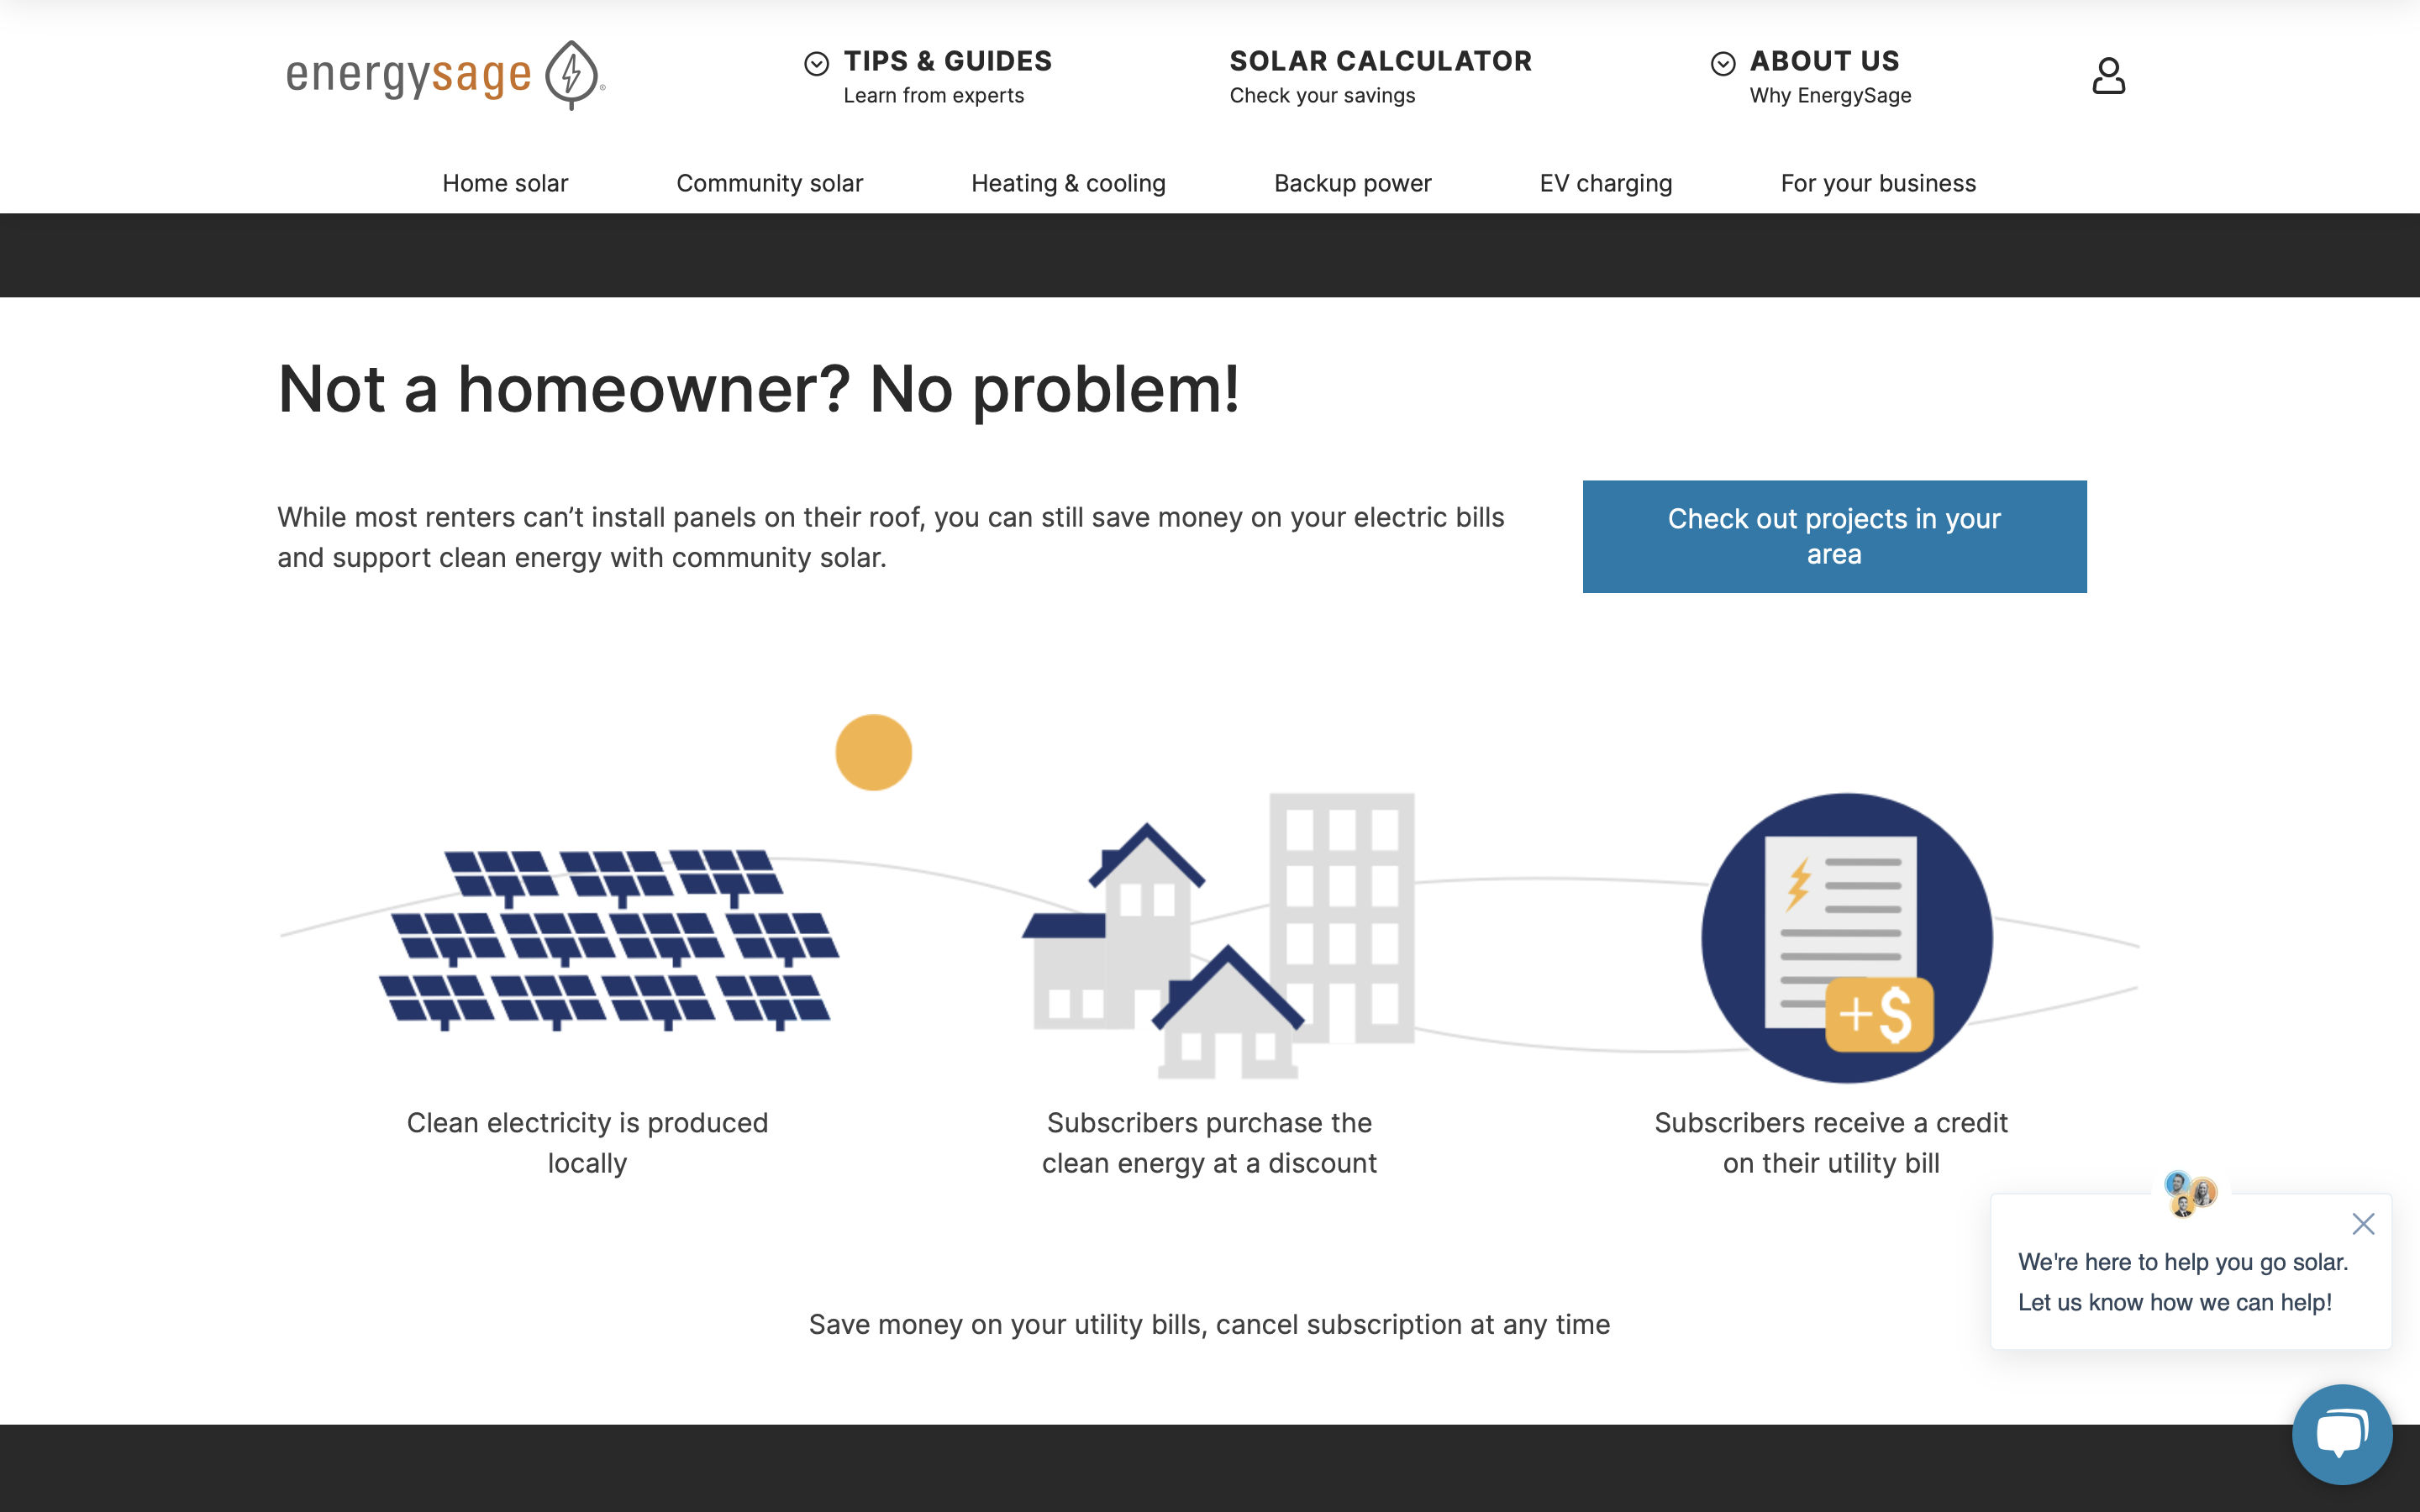 energysage
TIPS & GUIDES
Learn from experts
SOLAR CALCULATOR
Check your savings
ABOUT US
Why EnergySage
Home solar
Community solar
Heating & cooling
Backup power
EV charging
For your business
Not a homeowner? No problem!
While most renters can’t install panels on their roof, you can still save money on your electric bills
and support clean energy with community solar.
Check out projects in your
area
+$
Clean electricity is produced
locally
Subscribers purchase the
clean energy at a discount
Subscribers receive a credit
on their utility bill
We're here to help you go solar.
Let us know how we can help!
Save money on your utility bills, cancel subscription at any time